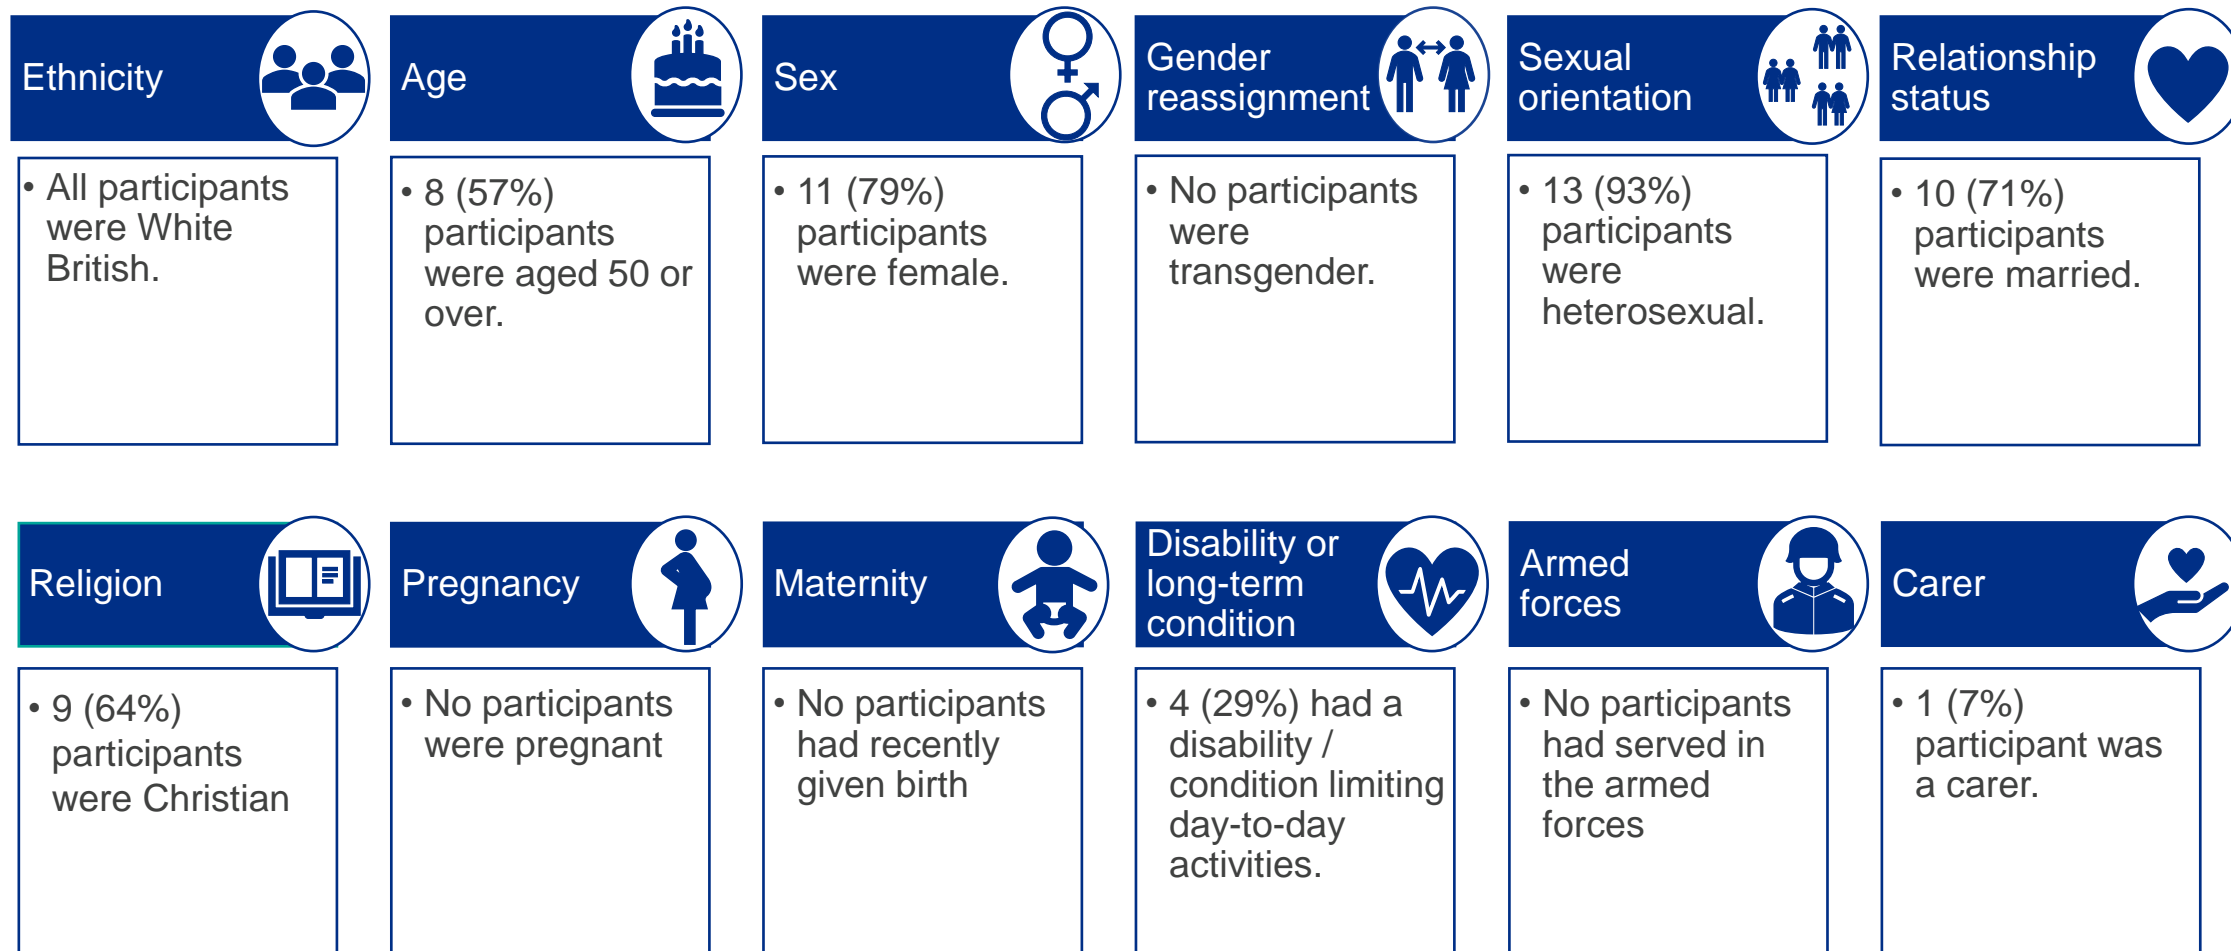 Ethnicity
• All participants
were White
British.
Age
• 8 (57%)
participants
were aged 50 or
over.
Sex
• 11 (79%)
participants
were female.
Gender
reassignment
• No participants
were
transgender.
Sexual
orientation
• 13 (93%)
participants
were
heterosexual.
Relationship
status
• 10 (71%)
participants
were married.
Religion
• 9 (64%)
participants
were Christian
Pregnancy
• No participants
were pregnant
Maternity
• No participants
had recently
given birth
Disability or
long-term
condition
• 4 (29%) had a
disability /
condition limiting
day-to-day
activities.
Armed
forces
• No participants
had served in
the armed
forces
Carer
• 1 (7%)
participant was
a carer.